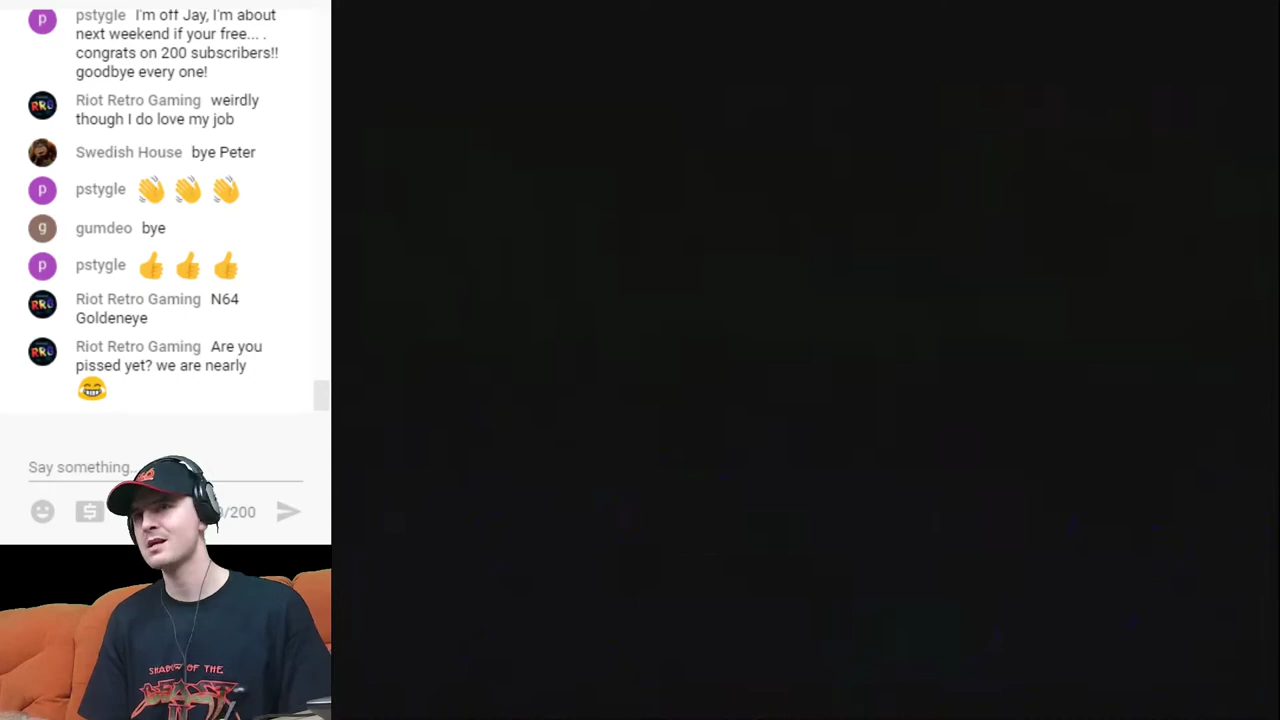 pstygle I'm off Jay, I'm about
next weekend if your free... .
congrats on 200 subscribers!!
goodbye every one!
Riot Retro Gaming weirdly
though I do love my job
Swedish House bye Peter
pstygle
gumdeo bye
pstygle
Riot Retro Gaming N64
Goldeneye
Riot Retro Gaming Are you
pissed yet? we are nearly
Say something...
/200
SHADOW OF THE
BEAST
II